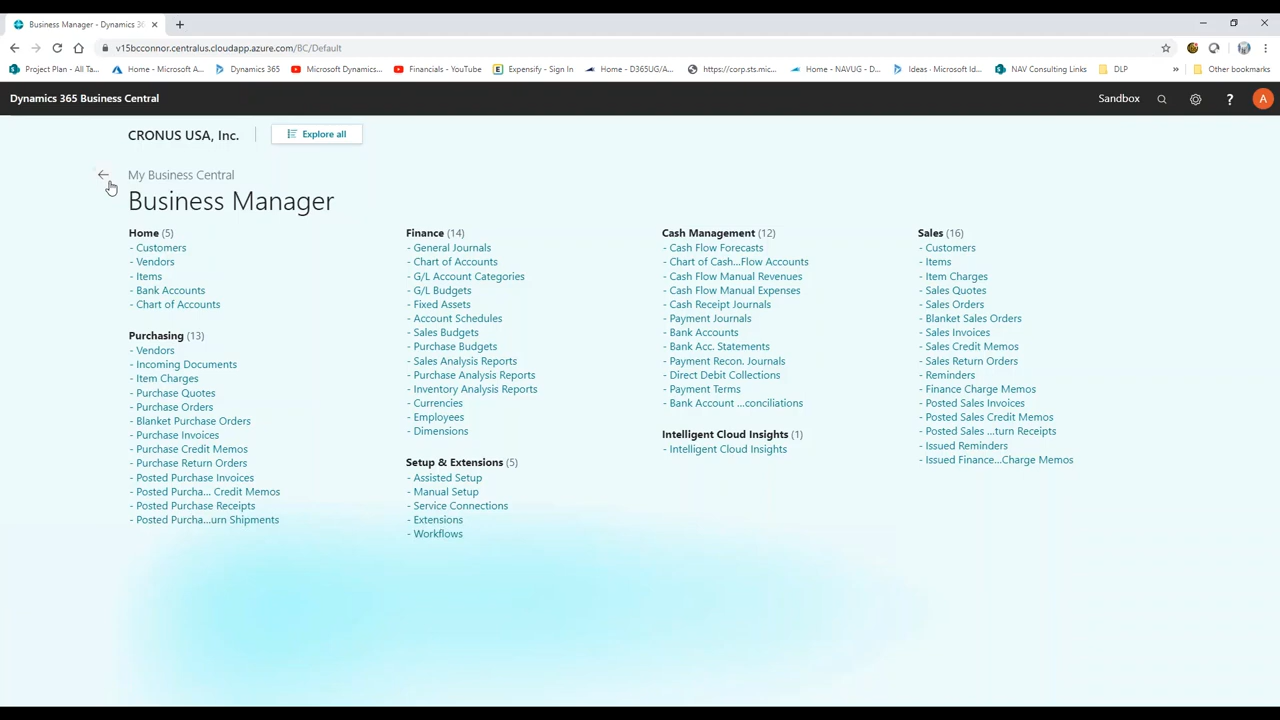 Business Manager - Dynamics 36
v15bcconnor.centralus.cloudapp.azure.com/BC/Default
Project Plan - All Ta... Home - Microsoft A... Dynamics 365 Microsoft Dynamics... Financials - YouTube Expensify - Sign In Home - D365UG/A... https://corp.sts.mic... Home - NAVUG - D... Ideas · Microsoft Id... NAV Consulting Links DLP » Other bookmarks
Dynamics 365 Business Central
Sandbox ? A
CRONUS USA, Inc. Explore all
My Business Central
Business Manager
Home (5)
- Customers
- Vendors
- Items
- Bank Accounts
- Chart of Accounts
Purchasing (13)
- Vendors
- Incoming Documents
- Item Charges
- Purchase Quotes
- Purchase Orders
- Blanket Purchase Orders
- Purchase Invoices
- Purchase Credit Memos
- Purchase Return Orders
- Posted Purchase Invoices
- Posted Purcha... Credit Memos
- Posted Purchase Receipts
- Posted Purcha...urn Shipments
Finance (14)
- General Journals
- Chart of Accounts
- G/L Account Categories
- G/L Budgets
- Fixed Assets
- Account Schedules
- Sales Budgets
- Purchase Budgets
- Sales Analysis Reports
- Purchase Analysis Reports
- Inventory Analysis Reports
- Currencies
- Employees
- Dimensions
Setup & Extensions (5)
- Assisted Setup
- Manual Setup
- Service Connections
- Extensions
- Workflows
Cash Management (12)
- Cash Flow Forecasts
- Chart of Cash...Flow Accounts
- Cash Flow Manual Revenues
- Cash Flow Manual Expenses
- Cash Receipt Journals
- Payment Journals
- Bank Accounts
- Bank Acc. Statements
- Payment Recon. Journals
- Direct Debit Collections
- Payment Terms
- Bank Account ...conciliations
Intelligent Cloud Insights (1)
- Intelligent Cloud Insights
Sales (16)
- Customers
- Items
- Item Charges
- Sales Quotes
- Sales Orders
- Blanket Sales Orders
- Sales Invoices
- Sales Credit Memos
- Sales Return Orders
- Reminders
- Finance Charge Memos
- Posted Sales Invoices
- Posted Sales Credit Memos
- Posted Sales ...turn Receipts
- Issued Reminders
- Issued Finance...Charge Memos